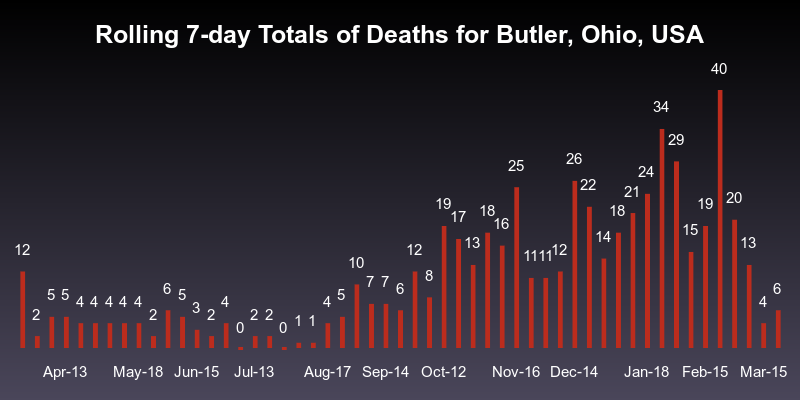 Rolling 7-day Totals of Deaths for Butler, Ohio, USA
12 2 5 5 4 4 4 4 4 2 6 5 3 2 4 0 2 2 0 1 1 4 5 10 7 7 6 12 8 19 17 13 18 16 25 11 11 12 26 22 14 18 21 24 34 29 15 19 40 20 13 4 6
Apr-13 May-18 Jun-15 Jul-13 Aug-17 Sep-14 Oct-12 Nov-16 Dec-14 Jan-18 Feb-15 Mar-15